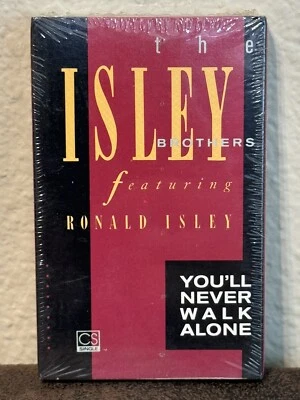 the
ISLEY
BROTHERS
featuring
RONALD ISLEY
YOU'LL
NEVER
WALK
ALONE
CS
SINGLE